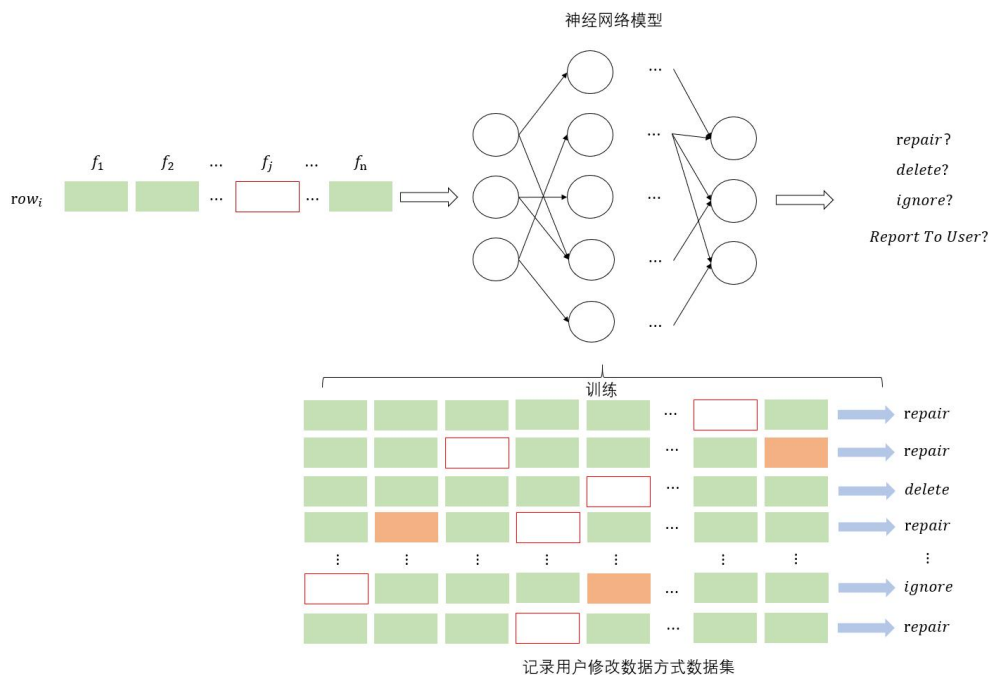 神经网络模型
f₁ f₂ ... fⱼ ... fₙ
rowᵢ
...
...
...
...
...
...
...
repair?
delete?
ignore?
Report To User?
训练
... repair
... repair
... delete
... repair
⋮ ⋮ ⋮ ⋮ ⋮ ⋮ ⋮ ⋮
... ignore
... repair
记录用户修改数据方式数据集